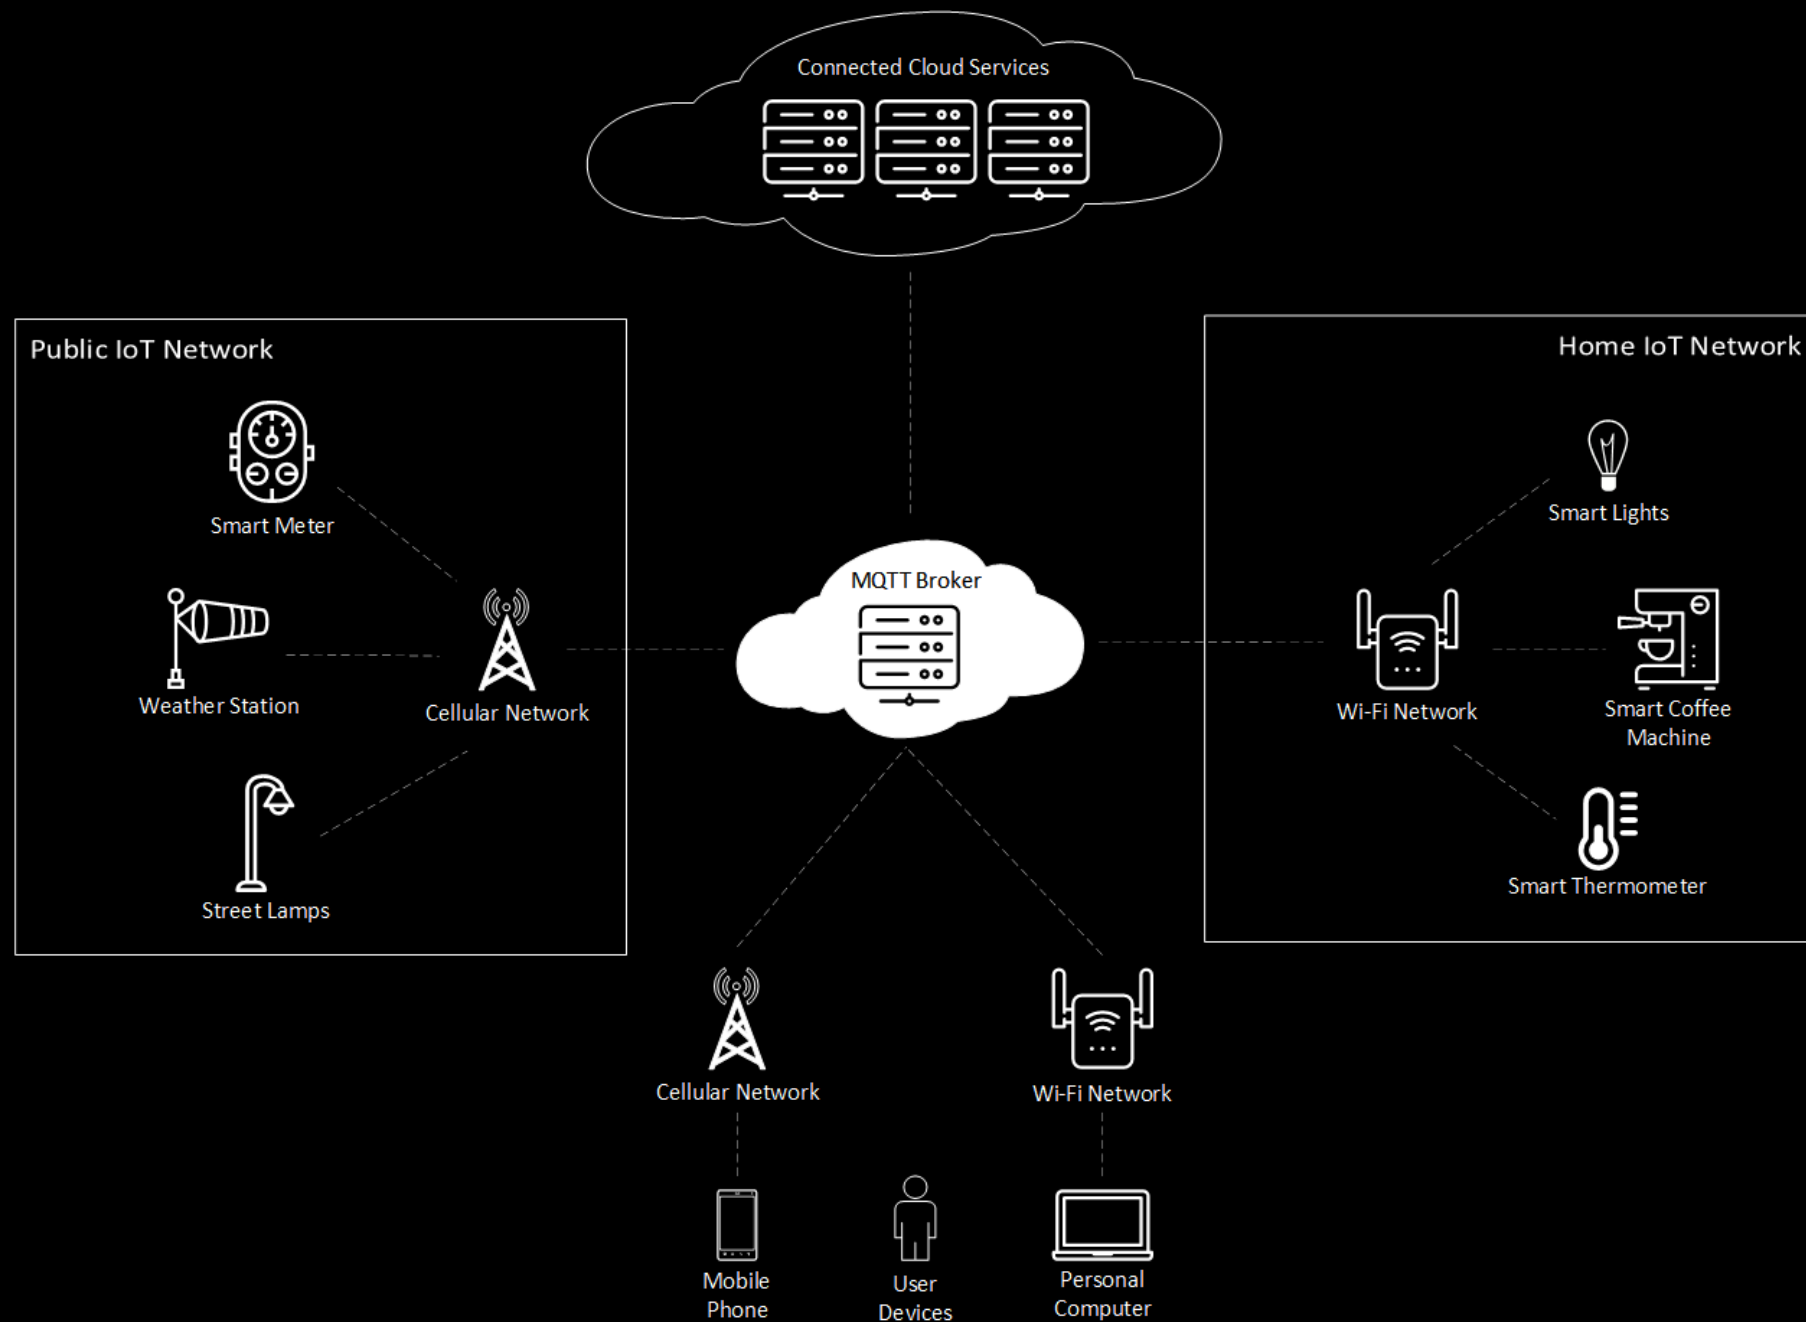 Connected Cloud Services
Public IoT Network
Home IoT Network
Smart Meter
Smart Lights
MQTT Broker
Weather Station
Cellular Network
Wi-Fi Network
Smart Coffee
Machine
Street Lamps
Smart Thermometer
Cellular Network
Wi-Fi Network
Mobile
Phone
User
Devices
Personal
Computer